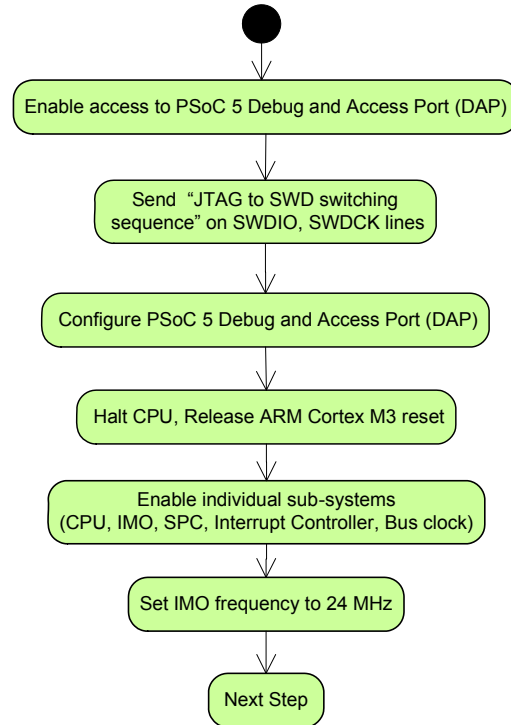 Enable access to PSoC 5 Debug and Access Port (DAP)
Send “JTAG to SWD switching
sequence” on SWDIO, SWDCK lines
Configure PSoC 5 Debug and Access Port (DAP)
Halt CPU, Release ARM Cortex M3 reset
Enable individual sub-systems
(CPU, IMO, SPC, Interrupt Controller, Bus clock)
Set IMO frequency to 24 MHz
Next Step